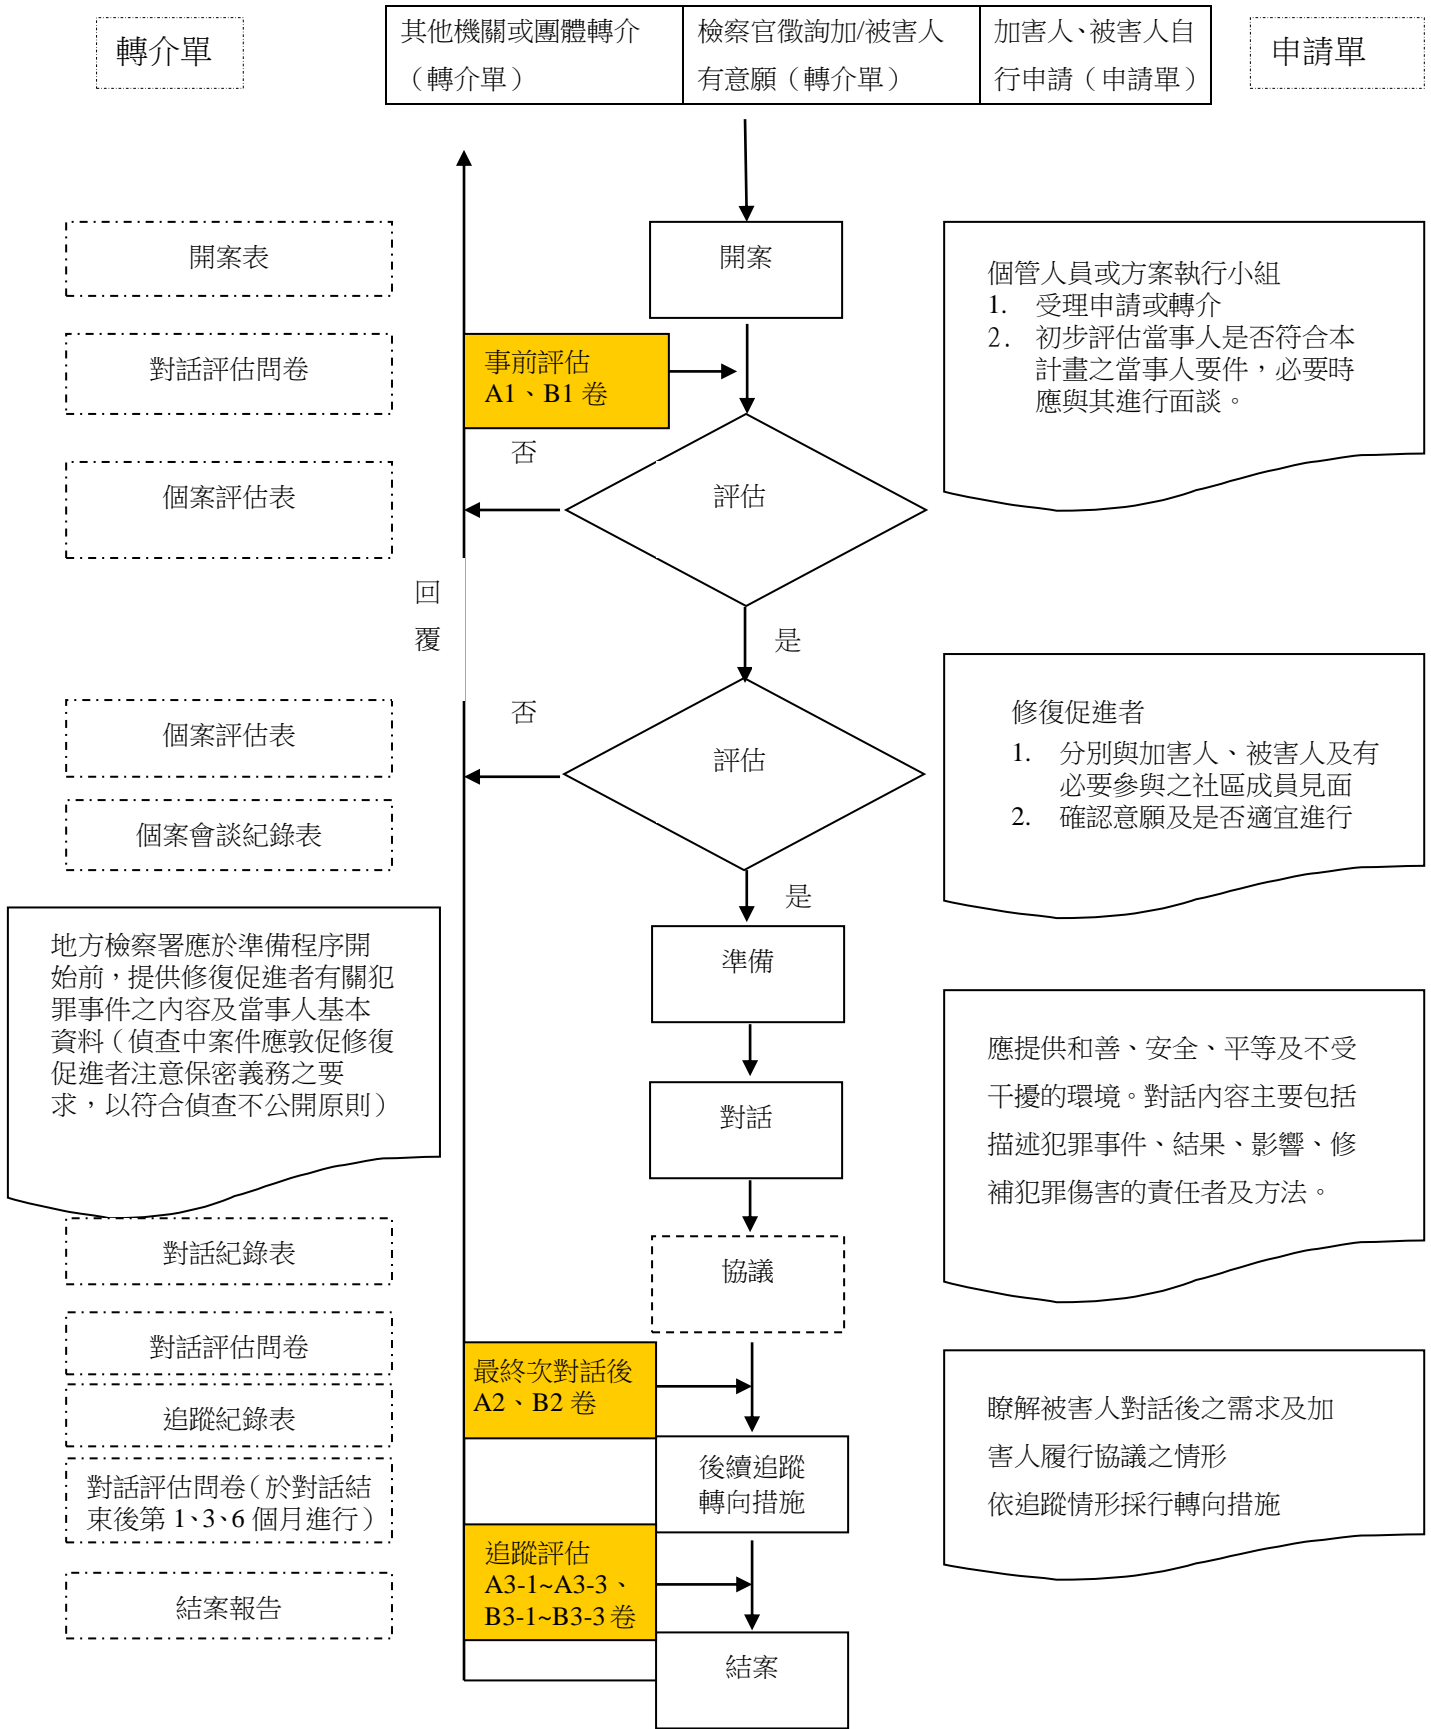 轉介單
其他機關或團體轉介
（轉介單）
檢察官徵詢加/被害人
有意願（轉介單）
加害人、被害人自
行申請（申請單）
申請單
開案表
開案
個管人員或方案執行小組
1. 受理申請或轉介
2. 初步評估當事人是否符合本
計畫之當事人要件，必要時
應與其進行面談。
對話評估問卷
事前評估
A1、B1 卷
否
個案評估表
評估
回
覆
是
個案評估表
否
評估
修復促進者
1. 分別與加害人、被害人及有
必要參與之社區成員見面
2. 確認意願及是否適宜進行
個案會談紀錄表
是
地方檢察署應於準備程序開
始前，提供修復促進者有關犯
罪事件之內容及當事人基本
資料（偵查中案件應敦促修復
促進者注意保密義務之要
求，以符合偵查不公開原則）
準備
對話
應提供和善、安全、平等及不受
干擾的環境。對話內容主要包括
描述犯罪事件、結果、影響、修
補犯罪傷害的責任者及方法。
對話紀錄表
協議
對話評估問卷
最終次對話後
A2、B2 卷
追蹤紀錄表
瞭解被害人對話後之需求及加
害人履行協議之情形
依追蹤情形採行轉向措施
對話評估問卷（於對話結
束後第 1、3、6 個月進行）
後續追蹤
轉向措施
追蹤評估
A3-1~A3-3、
B3-1~B3-3 卷
結案報告
結案